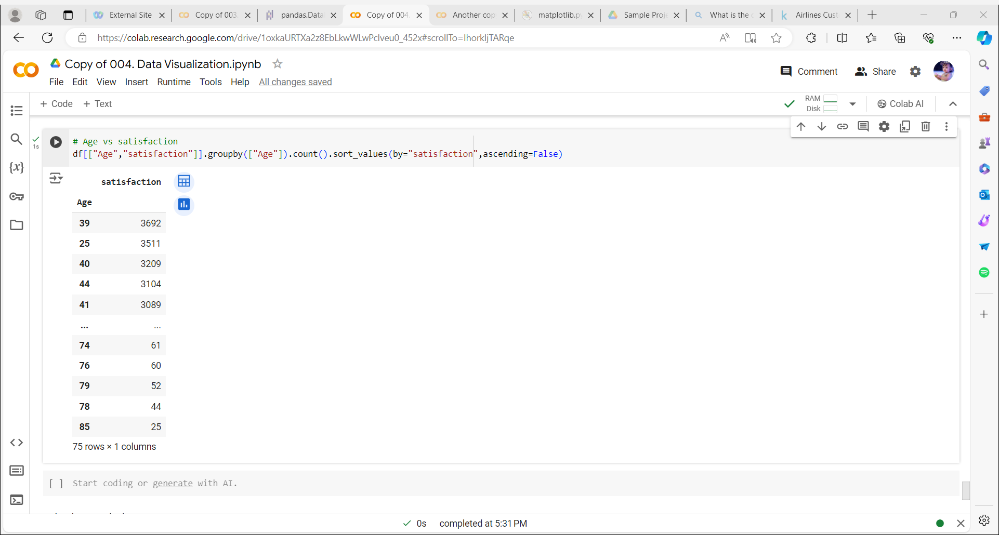 External Site
Copy of 003.
pandas.Data
Copy of 004.
Another cop
matplotlib.p
Sample Proj
What is the
Airlines Cust
https://colab.research.google.com/drive/1oxkaURTXa2z8EbLkwWLwPcIveu0_452x#scrollTo=IhorkIjTARqe
Copy of 004. Data Visualization.ipynb
Comment
Share
File Edit View Insert Runtime Tools Help All changes saved
+ Code + Text
RAM
Disk
Colab AI
1s
# Age vs satisfaction
df[["Age","satisfaction"]].groupby(["Age"]).count().sort_values(by="satisfaction",ascending=False)
satisfaction
Age
39 3692
25 3511
40 3209
44 3104
41 3089
... ...
74 61
76 60
79 52
78 44
85 25
75 rows × 1 columns
[ ] Start coding or generate with AI.
0s completed at 5:31 PM